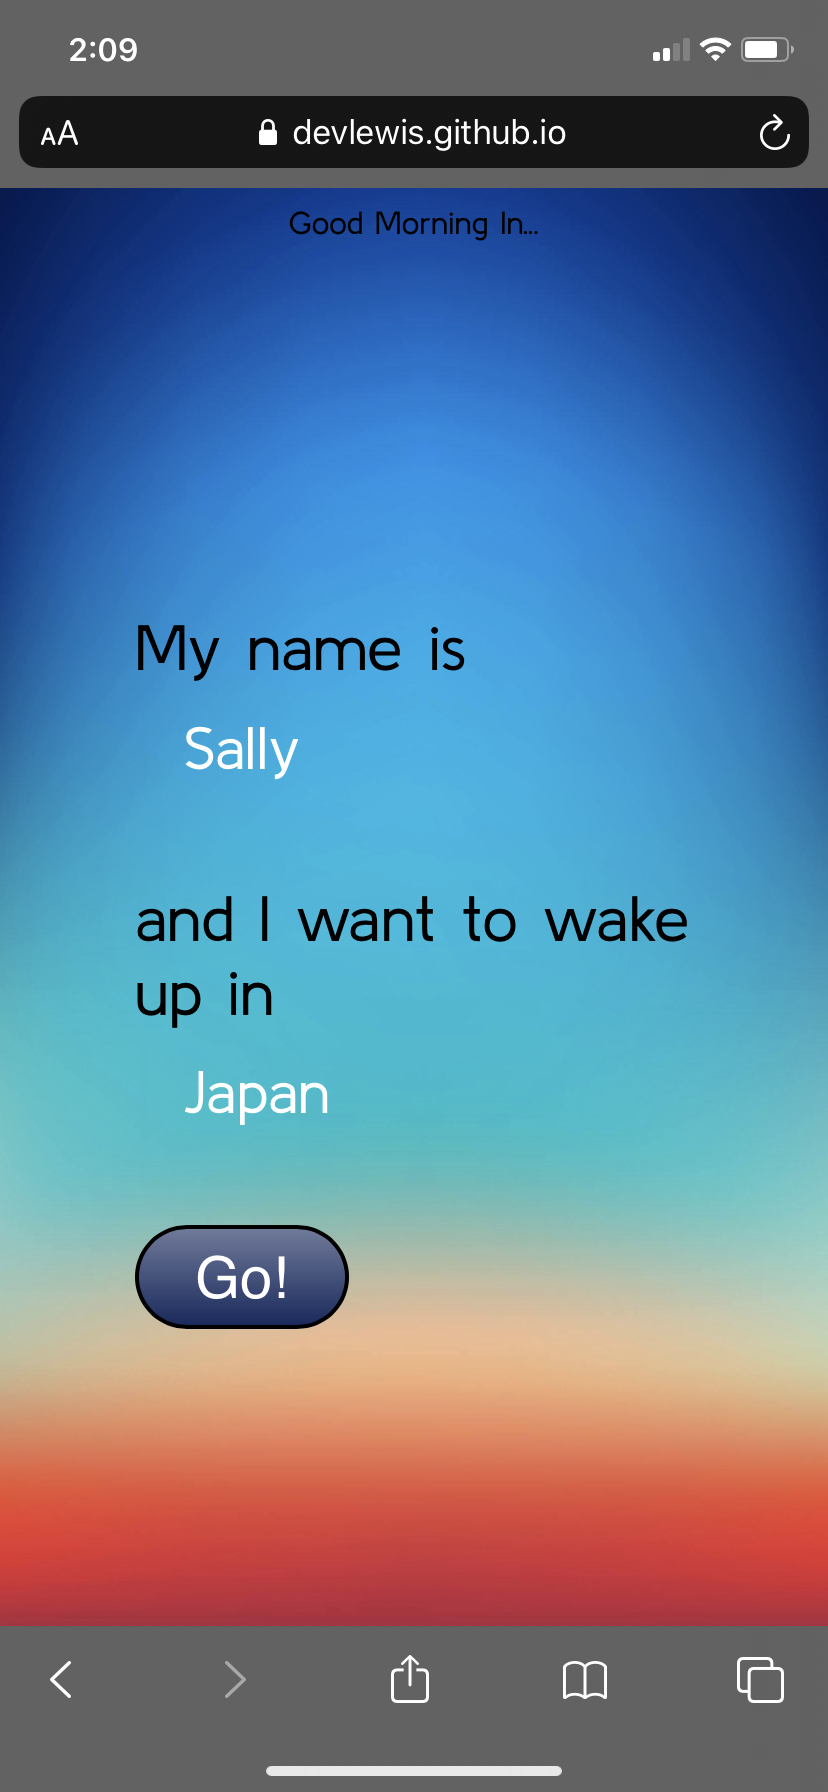 2:09
AA devlewis.github.io
Good Morning In...
My name is
Sally
and I want to wake
up in
Japan
Go!